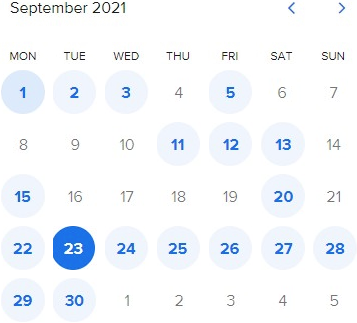 September 2021
MON TUE WED THU FRI SAT SUN
1 2 3 4 5 6 7
8 9 10 11 12 13 14
15 16 17 18 19 20 21
22 23 24 25 26 27 28
29 30 1 2 3 4 5